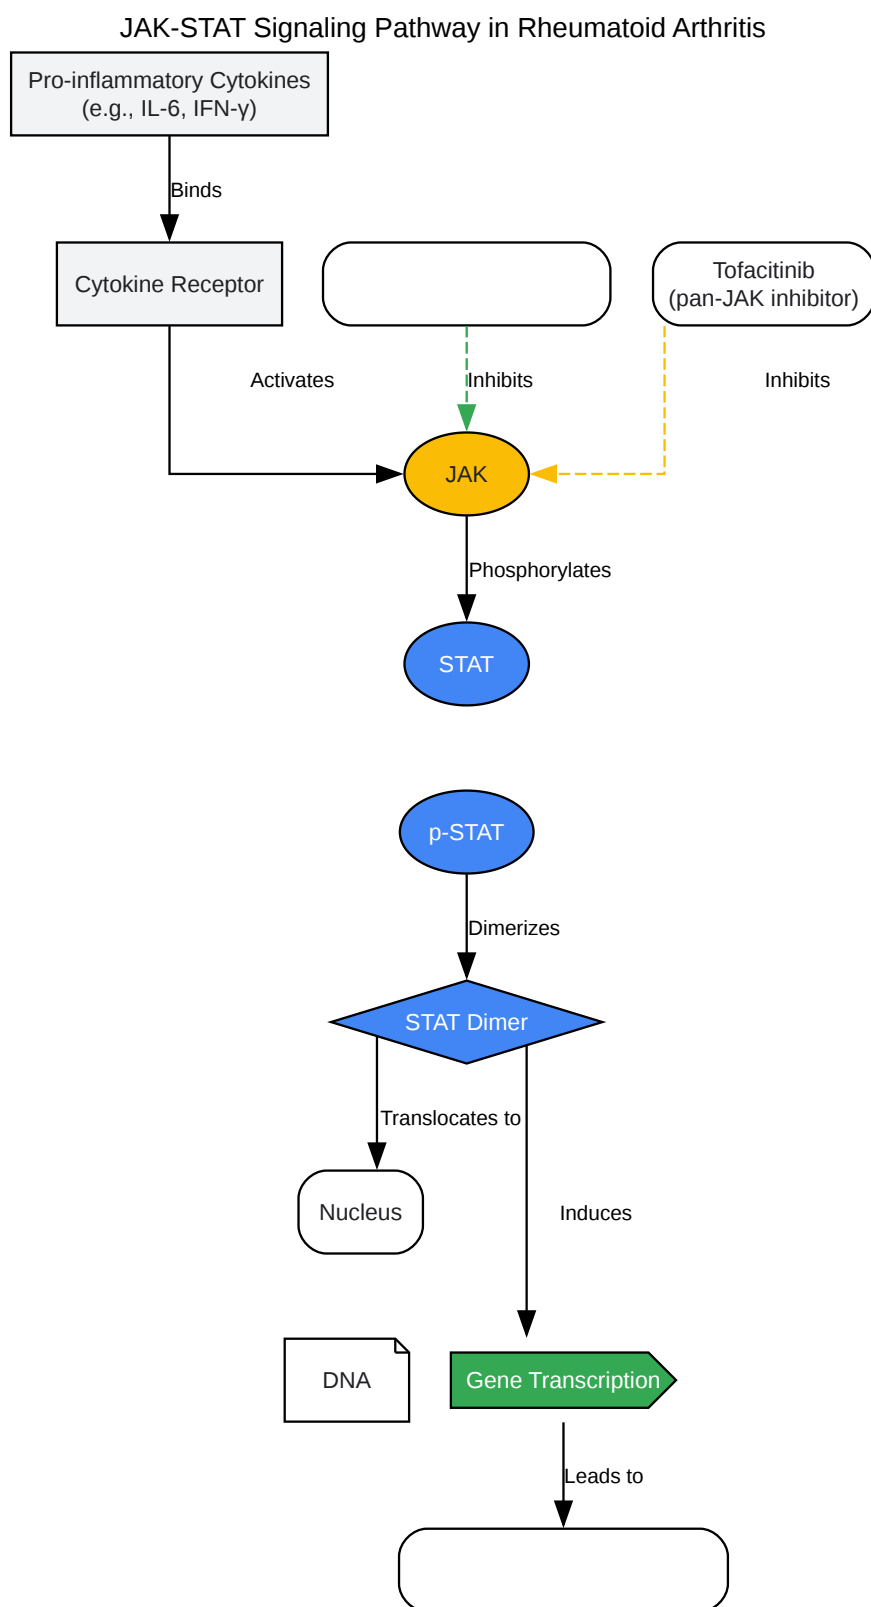 JAK-STAT Signaling Pathway in Rheumatoid Arthritis
Pro-inflammatory Cytokines
(e.g., IL-6, IFN-γ)
Binds
Cytokine Receptor
Tofacitinib
(pan-JAK inhibitor)
Activates
Inhibits
Inhibits
JAK
Phosphorylates
STAT
p-STAT
Dimerizes
STAT Dimer
Translocates to
Nucleus
Induces
DNA
Gene Transcription
Leads to